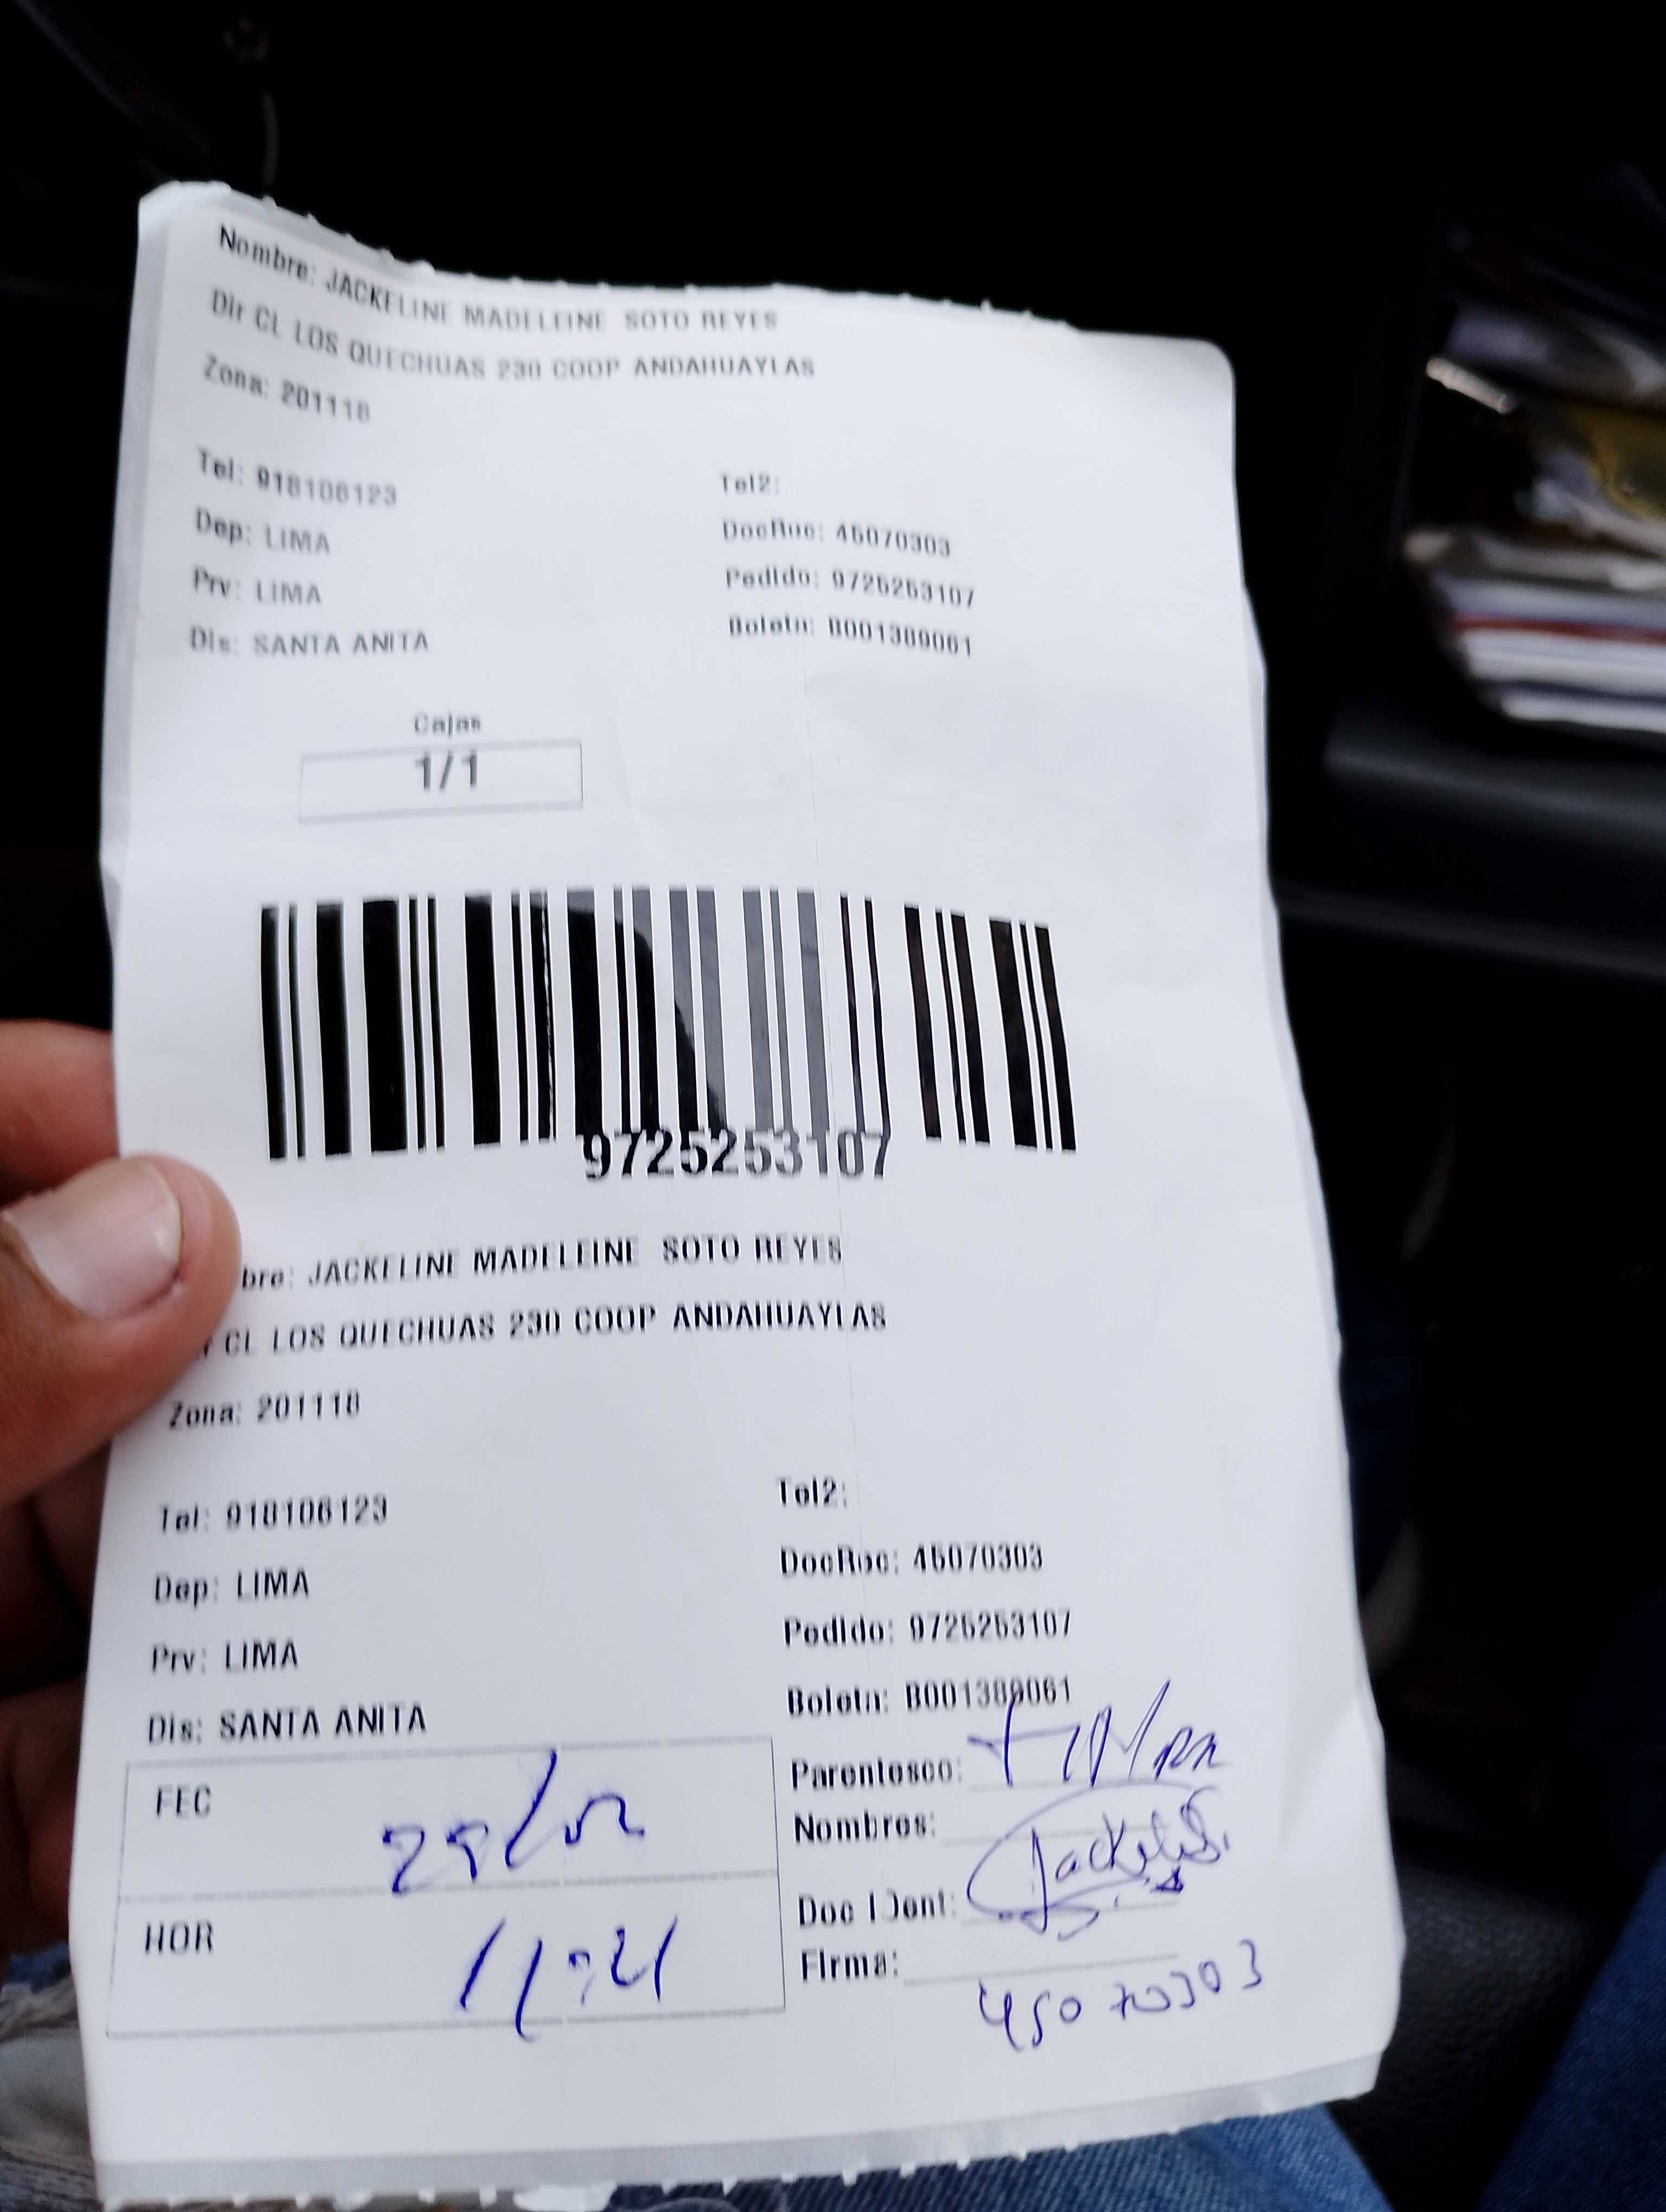 Nombre: JACKELINE MADELEINE SOTO REYES
Dir CL LOS QUECHUAS 230 COOP ANDAHUAYLAS
Zona: 201118
Tel: 918106123
Tel2:
Dep: LIMA
DocRec: 45070303
Prv: LIMA
Pedido: 9725253107
Dis: SANTA ANITA
Boleta: B001389061
Cajas
1/1
9725253107
bre: JACKELINE MADELEINE SOTO REYES
CL LOS QUECHUAS 230 COOP ANDAHUAYLAS
Zona: 201118
Tel: 918106123
Tel2:
Dep: LIMA
DocRec: 45070303
Prv: LIMA
Pedido: 9725253107
Dis: SANTA ANITA
Boleta: B001389061
FEC
Parentesco:
Nombres:
HOR 11:21
Doc Ident:
Firma:
45070303